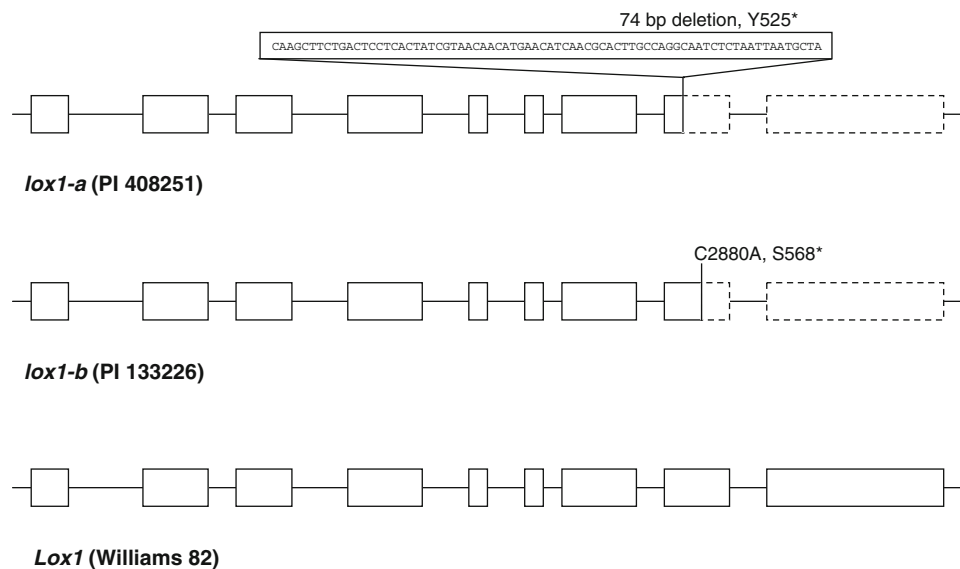 74 bp deletion, Y525*
CAAGCTTCTGACTCCTCACTATCGTAACAACATGAACATCAACGCACTTGCCAGGCAATCTCTAATTAATGCTA
lox1-a (PI 408251)
C2880A, S568*
lox1-b (PI 133226)
Lox1 (Williams 82)